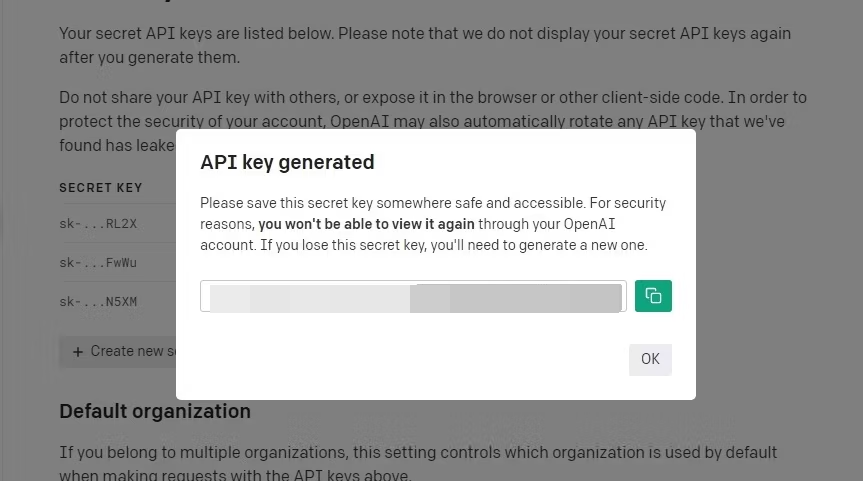 Your secret API keys are listed below. Please note that we do not display your secret API keys again
after you generate them.
Do not share your API key with others, or expose it in the browser or other client-side code. In order to
protect the security of your account, OpenAI may also automatically rotate any API key that we've
found has leake
API key generated
Please save this secret key somewhere safe and accessible. For security
reasons, you won't be able to view it again through your OpenAI
account. If you lose this secret key, you'll need to generate a new one.
OK
SECRET KEY
sk-...RL2X
sk-...FwWu
sk-...N5XM
+ Create new s
Default organization
If you belong to multiple organizations, this setting controls which organization is used by default
when making requests with the API keys above.